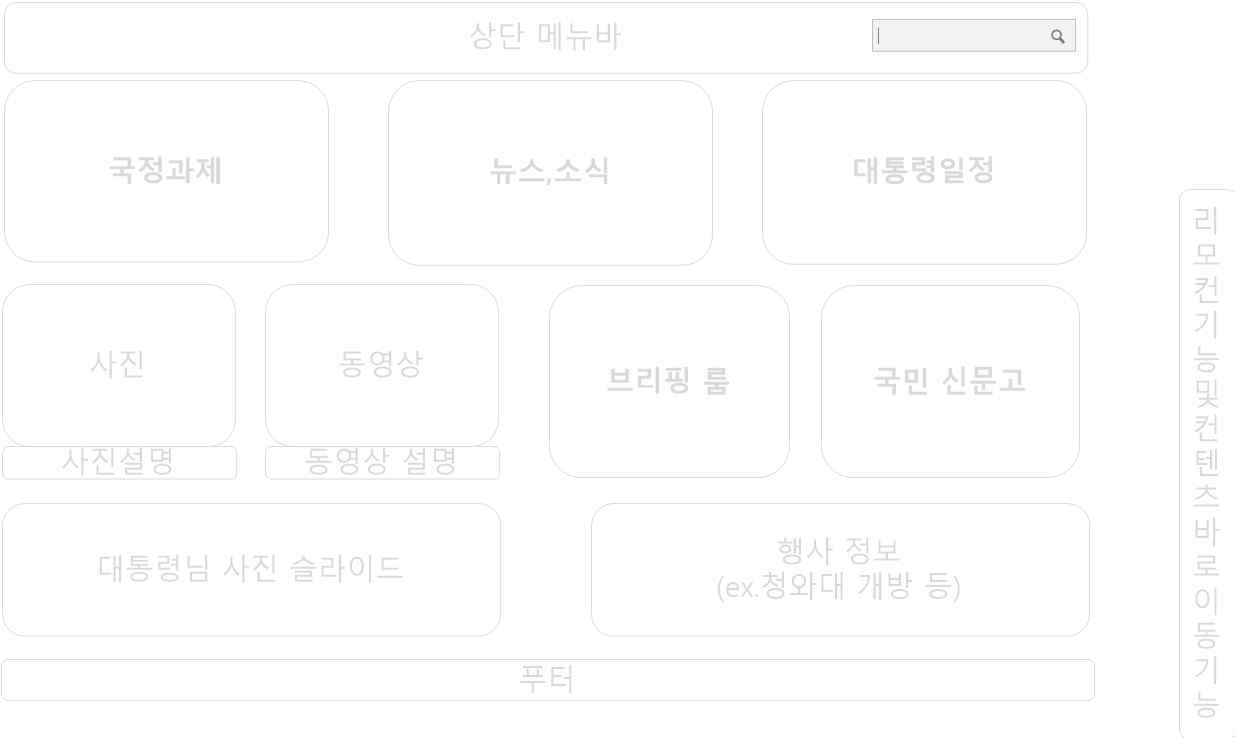 상단 메뉴바
국정과제
뉴스,소식
대통령일정
사진
동영상
브리핑 룸
국민 신문고
사진설명
동영상 설명
대통령님 사진 슬라이드
행사 정보
(ex.청와대 개방 등)
푸터
리
모
컨
기
능
및
컨
텐
츠
바
로
이
동
기
능